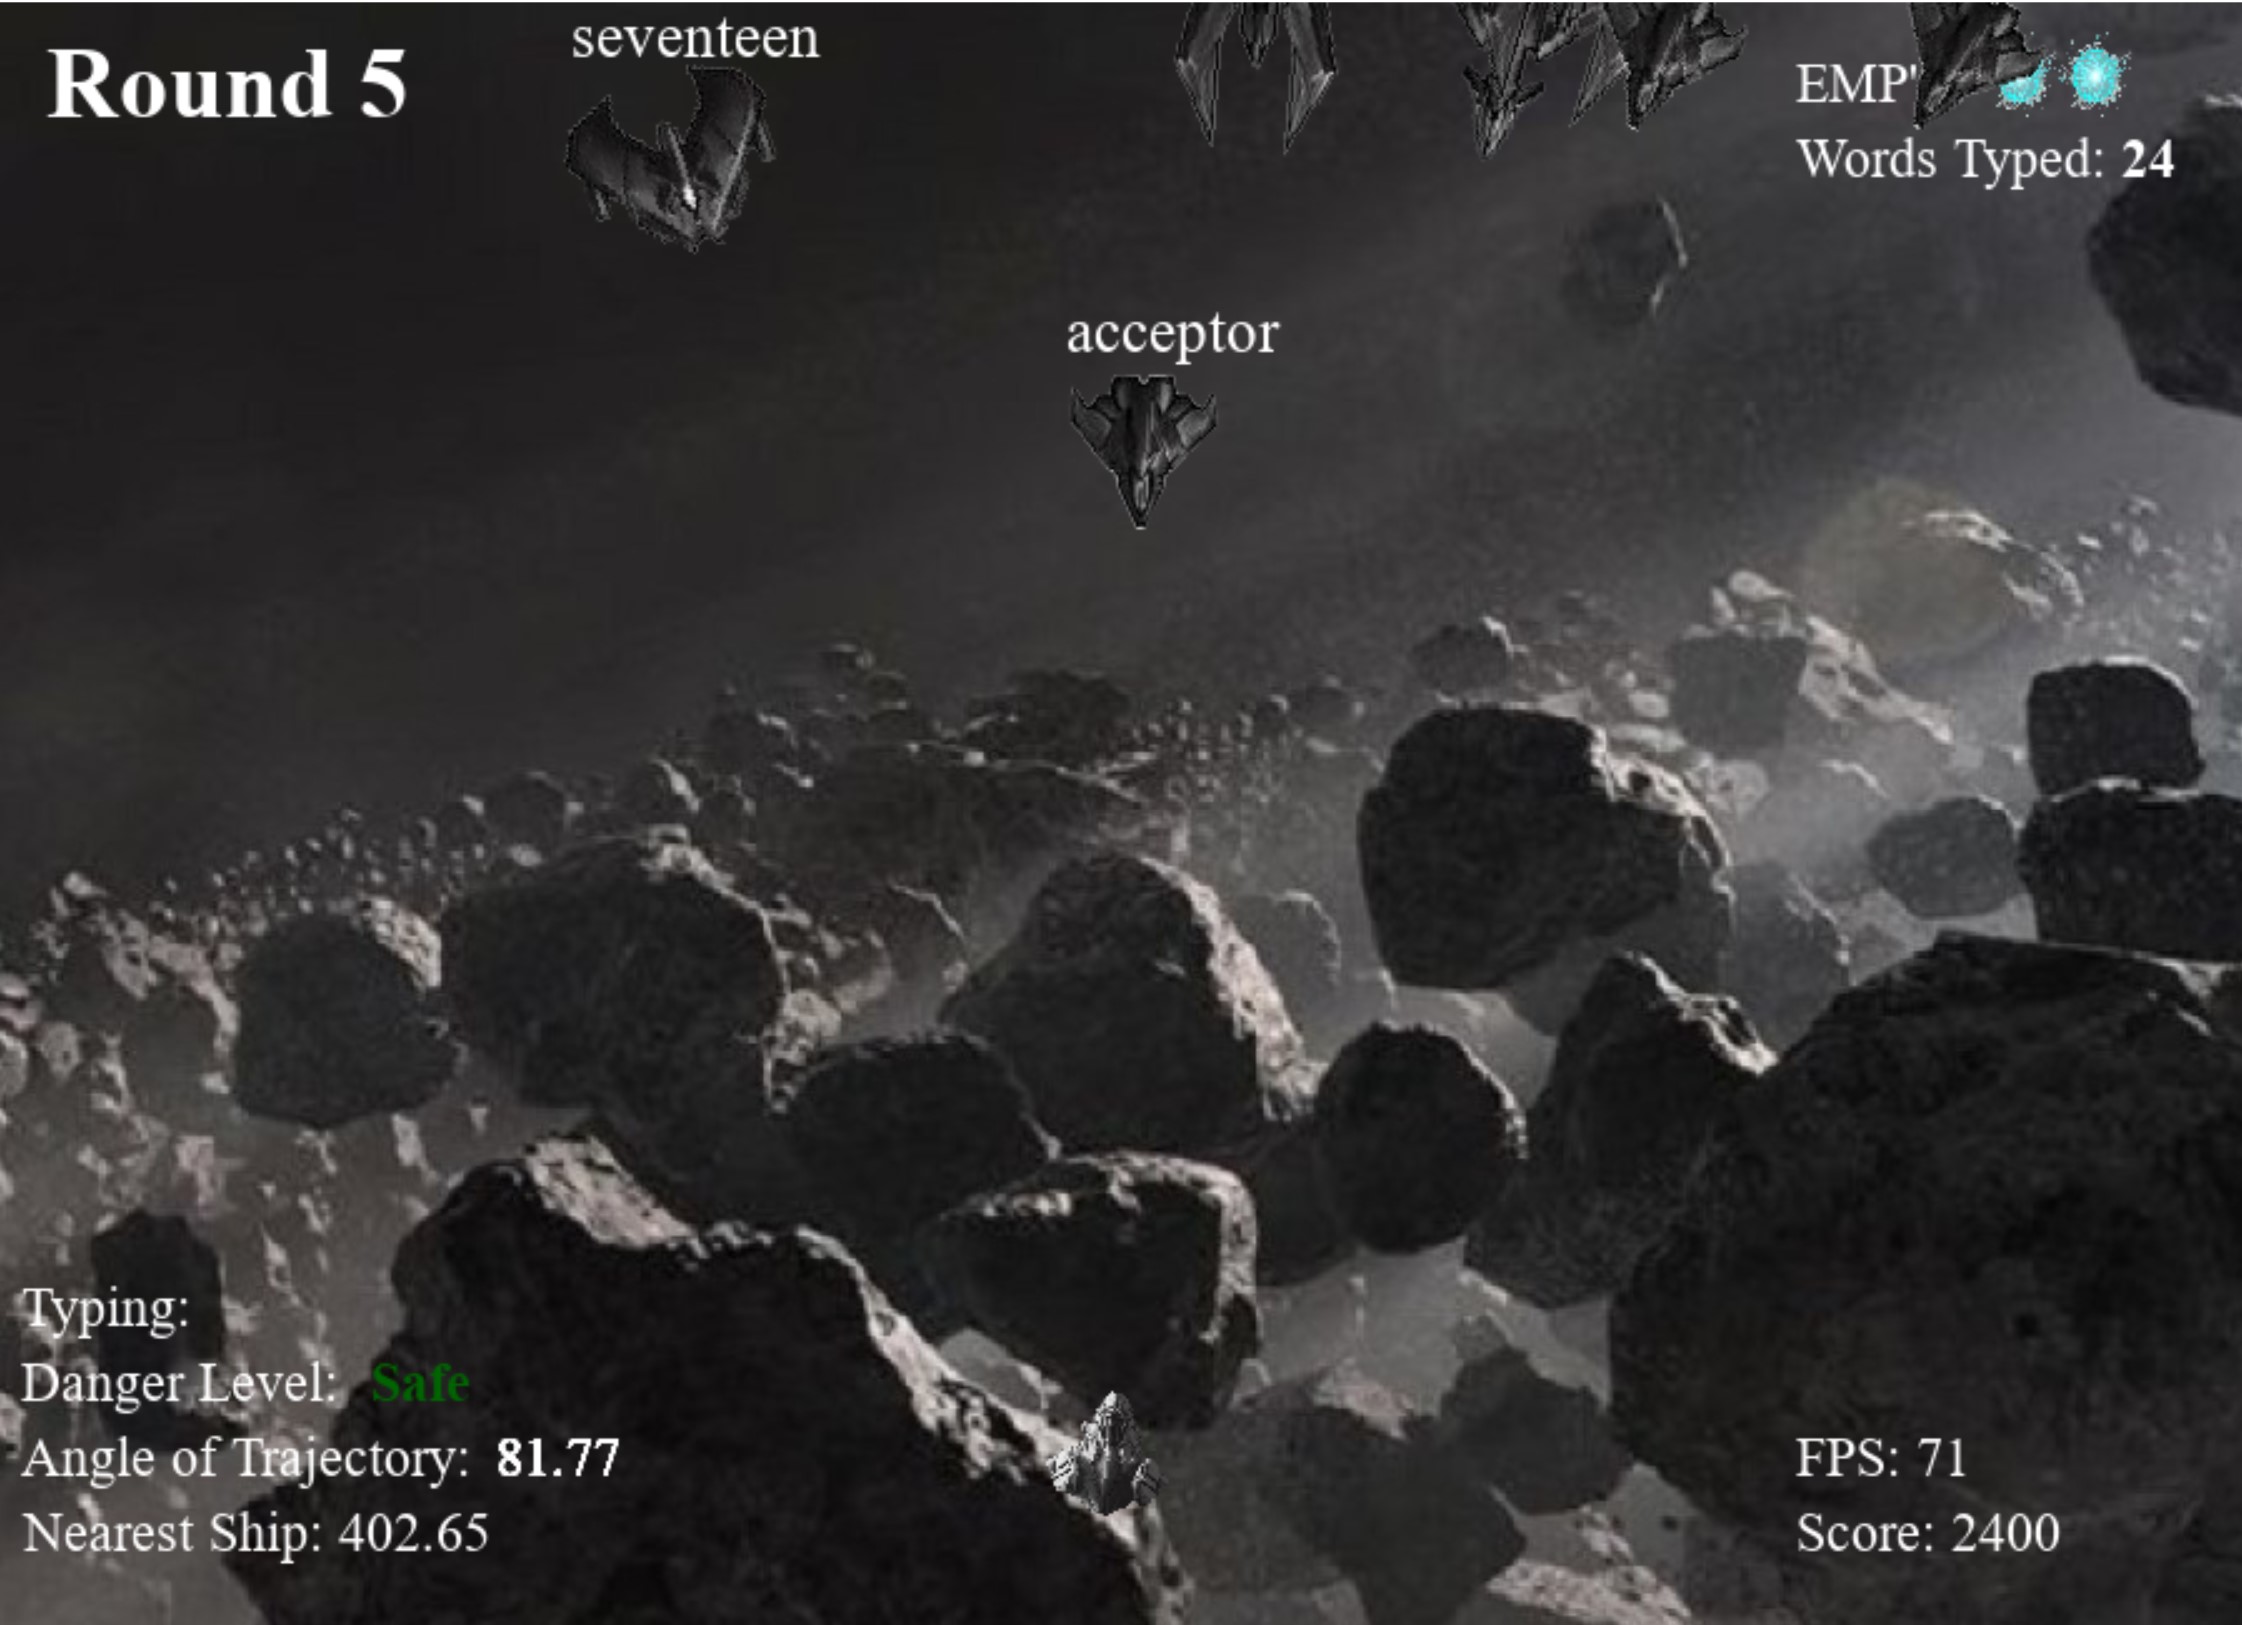 Round 5
seventeen
EMP'
Words Typed: 24
acceptor
Typing:
Danger Level: Safe
Angle of Trajectory: 81.77
Nearest Ship: 402.65
FPS: 71
Score: 2400